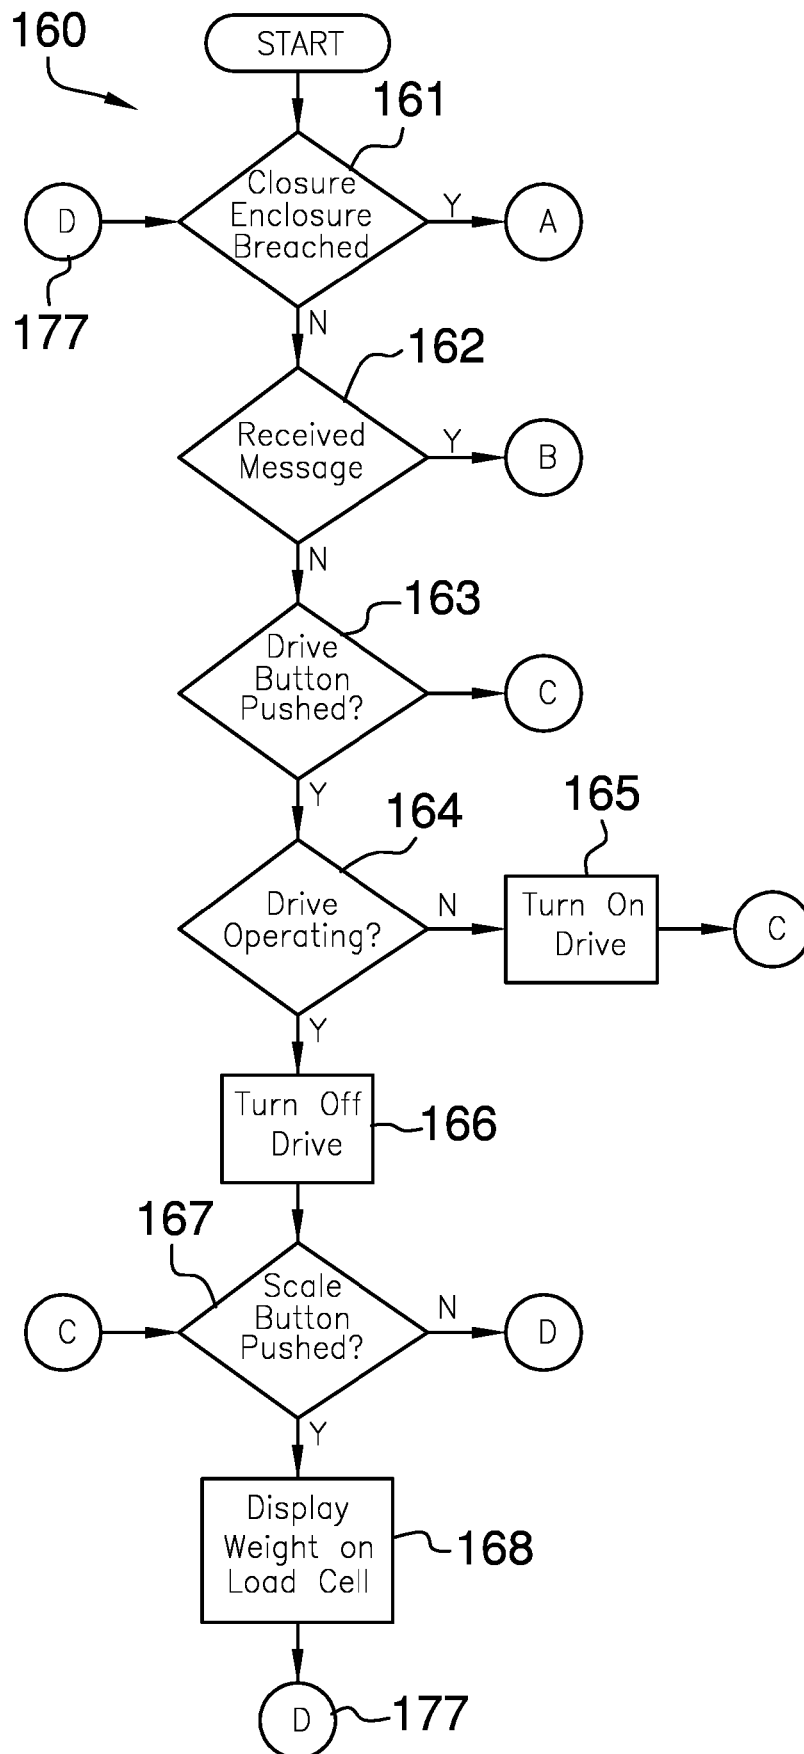 160
START
161
Closure
Enclosure
Breached
Y
A
D
177
N
162
Received
Message
Y
B
N
163
Drive
Button
Pushed?
C
Y
164
165
Drive
Operating?
N
Turn On
Drive
C
Y
Turn Off
Drive
166
167
C
Scale
Button
Pushed?
N
D
Y
Display
Weight on
Load Cell
168
D
177